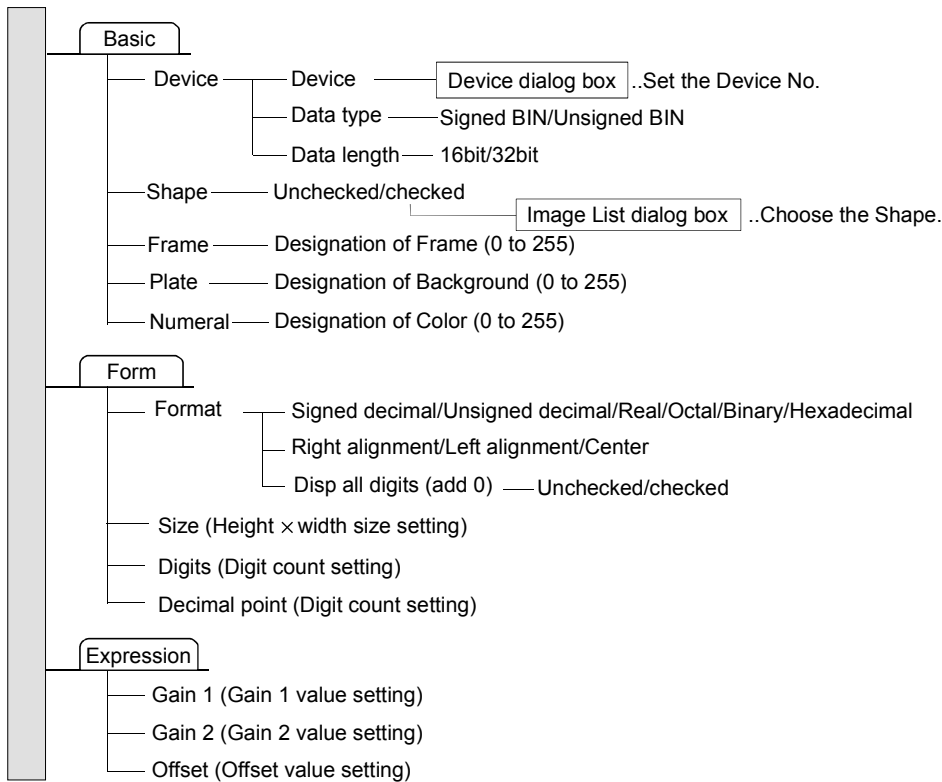 Basic
Device Device Device dialog box ..Set the Device No.
Data type Signed BIN/Unsigned BIN
Data length 16bit/32bit
Shape Unchecked/checked
Image List dialog box ..Choose the Shape.
Frame Designation of Frame (0 to 255)
Plate Designation of Background (0 to 255)
Numeral Designation of Color (0 to 255)
Form
Format Signed decimal/Unsigned decimal/Real/Octal/Binary/Hexadecimal
Right alignment/Left alignment/Center
Disp all digits (add 0) Unchecked/checked
Size (Height × width size setting)
Digits (Digit count setting)
Decimal point (Digit count setting)
Expression
Gain 1 (Gain 1 value setting)
Gain 2 (Gain 2 value setting)
Offset (Offset value setting)